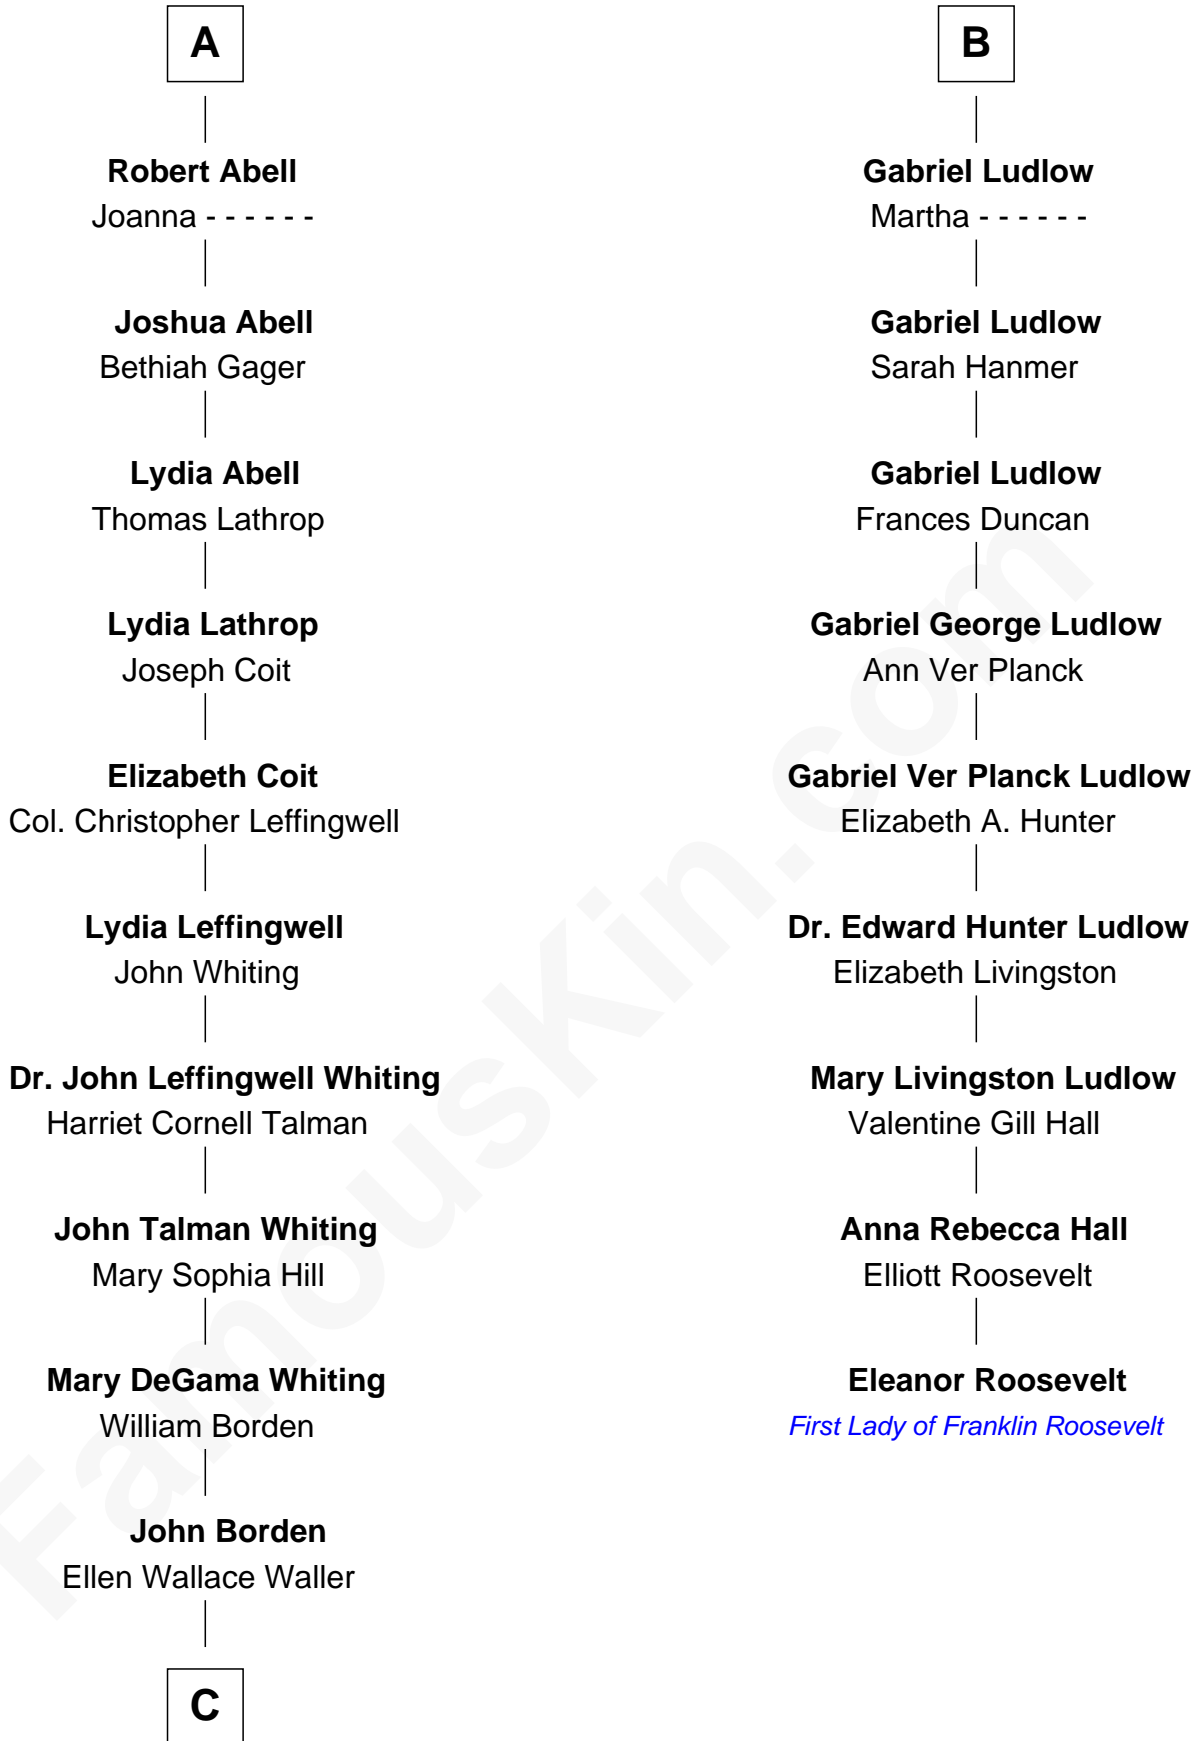 A
Robert Abell
Joanna - - - - - -
Joshua Abell
Bethiah Gager
Lydia Abell
Thomas Lathrop
Lydia Lathrop
Joseph Coit
Elizabeth Coit
Col. Christopher Leffingwell
Lydia Leffingwell
John Whiting
Dr. John Leffingwell Whiting
Harriet Cornell Talman
John Talman Whiting
Mary Sophia Hill
Mary DeGama Whiting
William Borden
John Borden
Ellen Wallace Waller
C
B
Gabriel Ludlow
Martha - - - - - -
Gabriel Ludlow
Sarah Hanmer
Gabriel Ludlow
Frances Duncan
Gabriel George Ludlow
Ann Ver Planck
Gabriel Ver Planck Ludlow
Elizabeth A. Hunter
Dr. Edward Hunter Ludlow
Elizabeth Livingston
Mary Livingston Ludlow
Valentine Gill Hall
Anna Rebecca Hall
Elliott Roosevelt
Eleanor Roosevelt
First Lady of Franklin Roosevelt
FamousKin.com